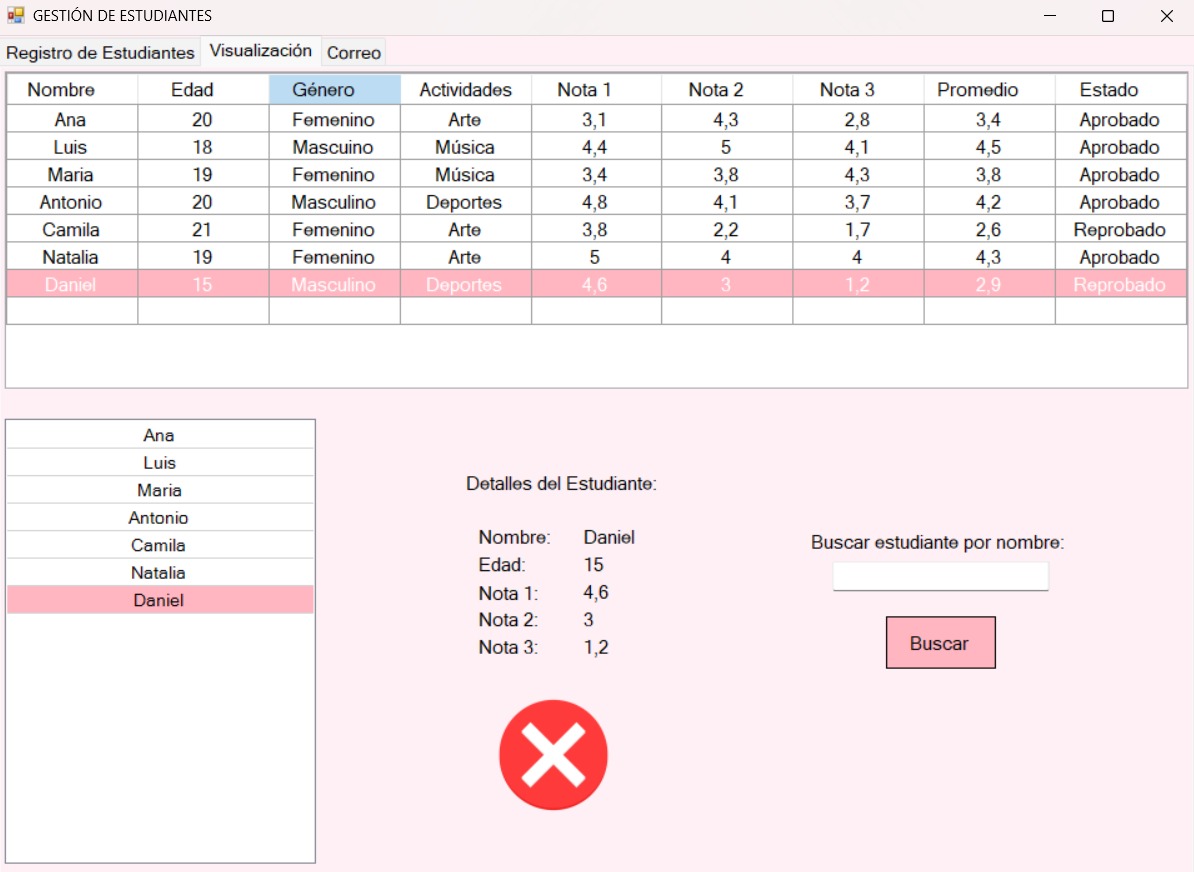 GESTIÓN DE ESTUDIANTES
Registro de Estudiantes Visualización Correo
Nombre Edad Género Actividades Nota 1 Nota 2 Nota 3 Promedio Estado
Ana 20 Femenino Arte 3,1 4,3 2,8 3,4 Aprobado
Luis 18 Mascuino Música 4,4 5 4,1 4,5 Aprobado
Maria 19 Femenino Música 3,4 3,8 4,3 3,8 Aprobado
Antonio 20 Masculino Deportes 4,8 4,1 3,7 4,2 Aprobado
Camila 21 Femenino Arte 3,8 2,2 1,7 2,6 Reprobado
Natalia 19 Femenino Arte 5 4 4 4,3 Aprobado
Daniel 15 Masculino Deportes 4,6 3 1,2 2,9 Reprobado
Ana
Luis
Maria
Antonio
Camila
Natalia
Daniel
Detalles del Estudiante:
Nombre: Daniel
Edad: 15
Nota 1: 4,6
Nota 2: 3
Nota 3: 1,2
Buscar estudiante por nombre:
Buscar